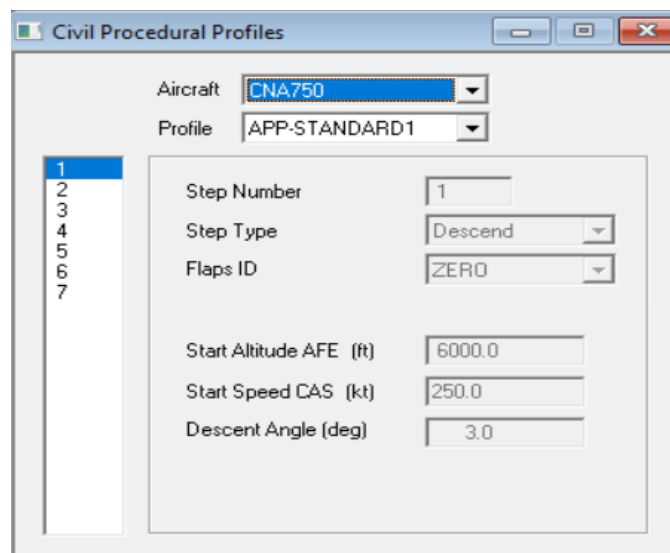 Civil Procedural Profiles
Aircraft CNA750
Profile APP-STANDARD1
1
2
3
4
5
6
7
Step Number 1
Step Type Descend
Flaps ID ZERO
Start Altitude AFE (ft) 6000.0
Start Speed CAS (kt) 250.0
Descent Angle (deg) 3.0